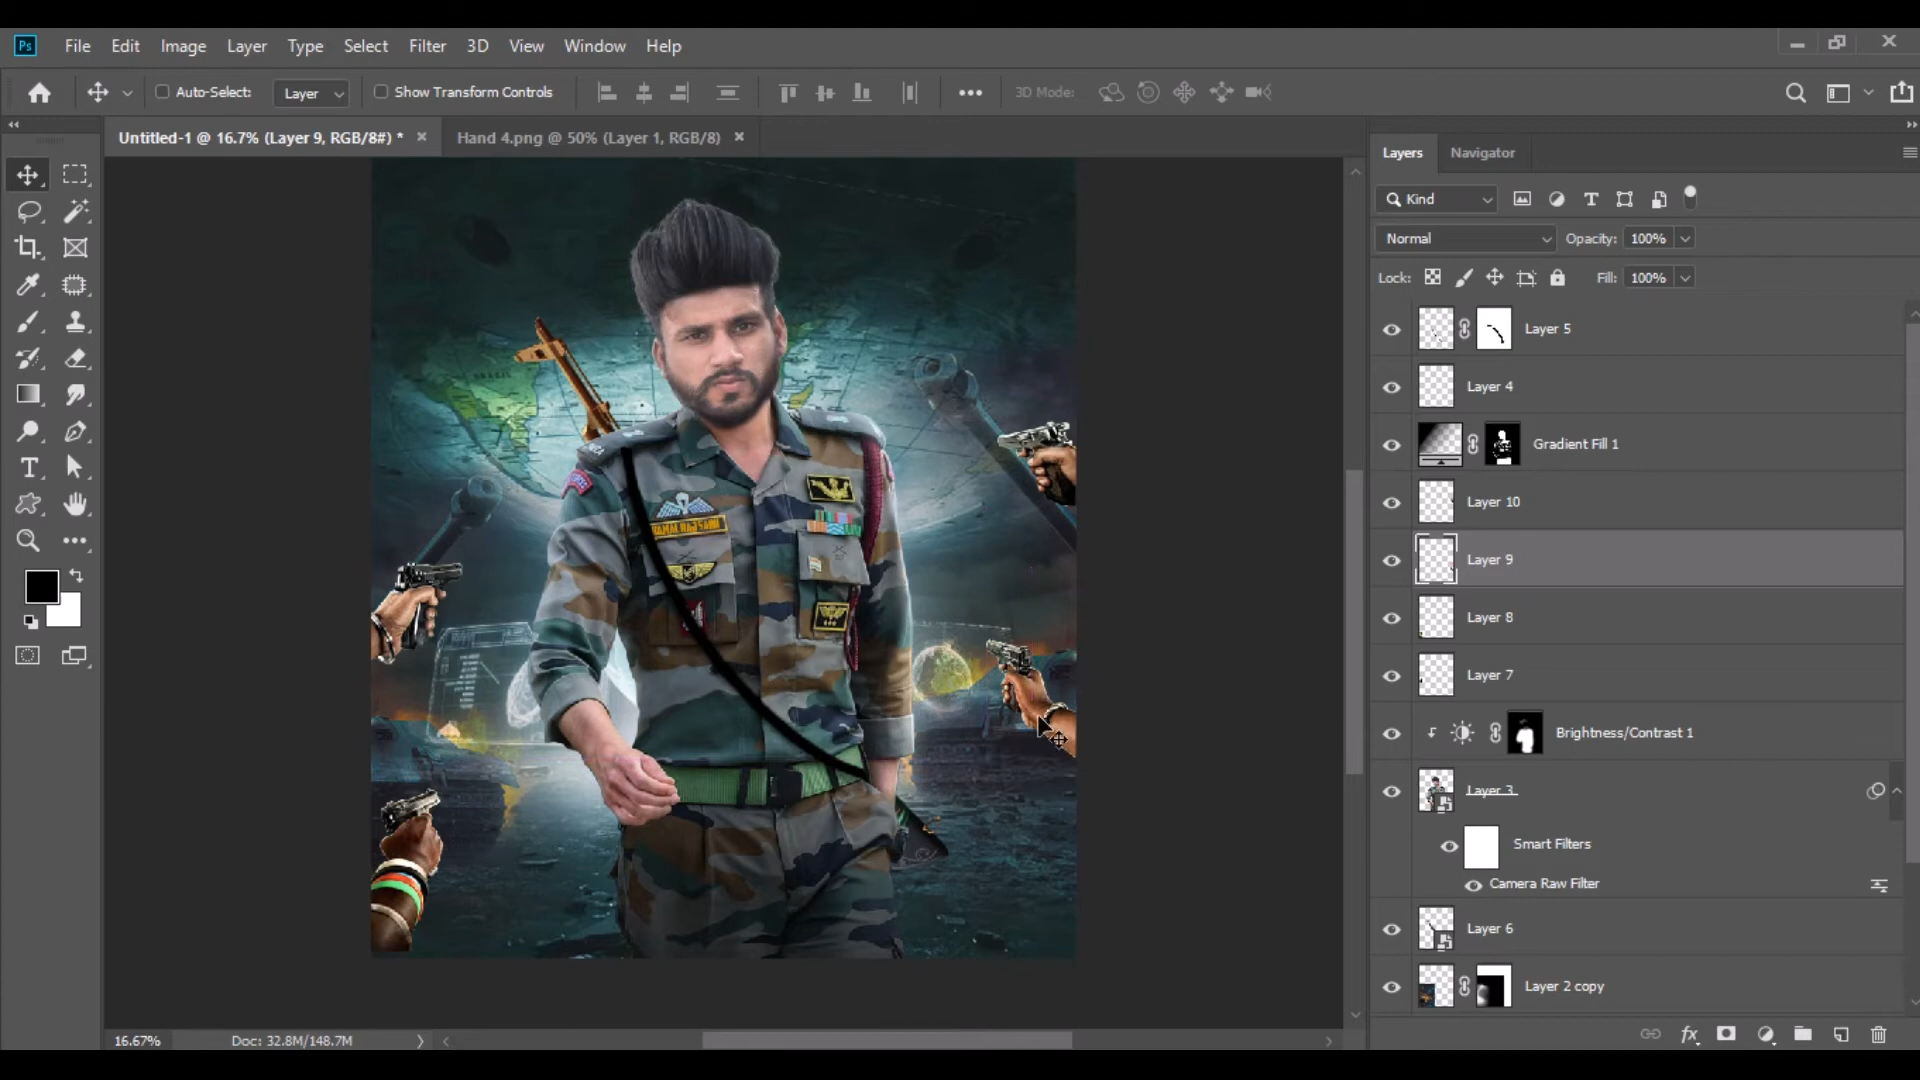 Ps File Edit Image Layer Type Select Filter 3D View Window Help
Auto-Select: Layer Show Transform Controls 3D Mode:
Untitled-1 @ 16.7% (Layer 9, RGB/8#) * Hand 4.png @ 50% (Layer 1, RGB/8)
Layers Navigator
Kind
Normal Opacity: 100%
Lock: Fill: 100%
Layer 5
Layer 4
Gradient Fill 1
Layer 10
Layer 9
Layer 8
Layer 7
Brightness/Contrast 1
Layer 3
Smart Filters
Camera Raw Filter
Layer 6
Layer 2 copy
16.67% Doc: 32.8M/148.7M